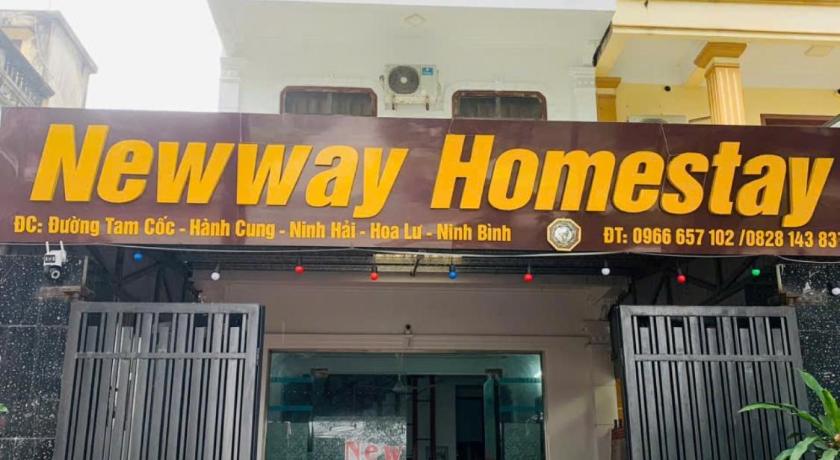 Newway Homestay
ĐC: Đường Tam Cốc - Hành Cung - Ninh Hải - Hoa Lư - Ninh Bình
ĐT: 0966 657 102 /0828 143 83
New